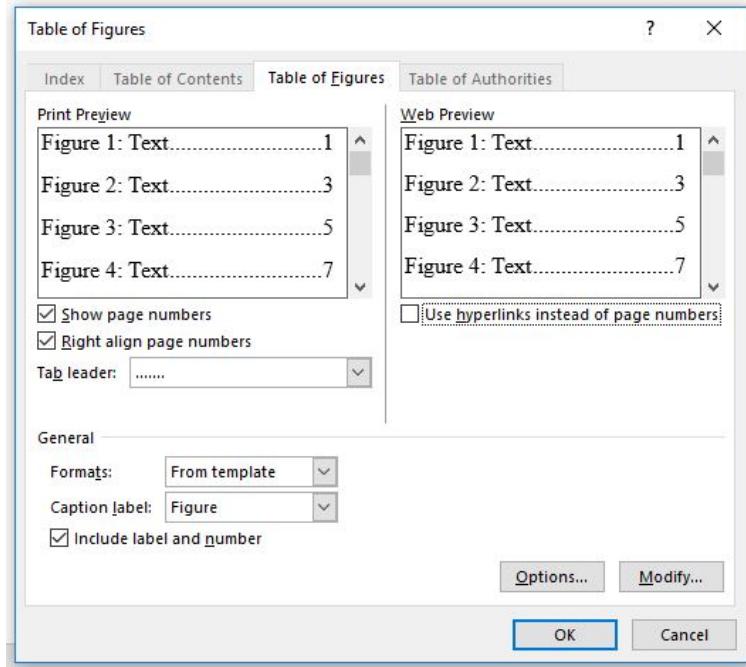 Table of Figures ? ×
Index Table of Contents Table of Figures Table of Authorities
Print Preview
Figure 1: Text.....................................1
Figure 2: Text.....................................3
Figure 3: Text.....................................5
Figure 4: Text.....................................7
Show page numbers
Right align page numbers
Tab leader: .......
Web Preview
Figure 1: Text..................................1
Figure 2: Text..................................3
Figure 3: Text..................................5
Figure 4: Text..................................7
Use hyperlinks instead of page numbers
General
Formats: From template
Caption label: Figure
Include label and number
Options... Modify...
OK Cancel